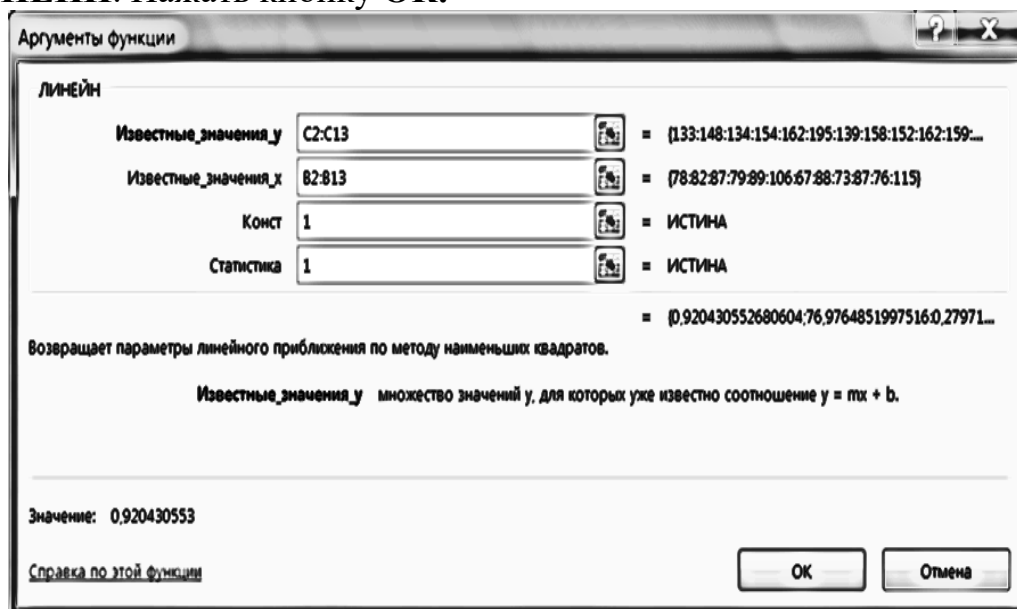 Нажать кнопку ОК.
Аргументы функции
ЛИНЕЙН
Известные_значения_y C2:C13 = {133:148:134:154:162:195:139:158:152:162:159:...
Известные_значения_x B2:B13 = {78:82:87:79:89:106:67:88:73:87:76:115}
Конст 1 = ИСТИНА
Статистика 1 = ИСТИНА
= {0,920430552680604;76,9764851997516:0,27971...
Возвращает параметры линейного приближения по методу наименьших квадратов.
Известные_значения_y множество значений y, для которых уже известно соотношение y = mx + b.
Значение: 0,920430553
Справка по этой функции
ОК Отмена